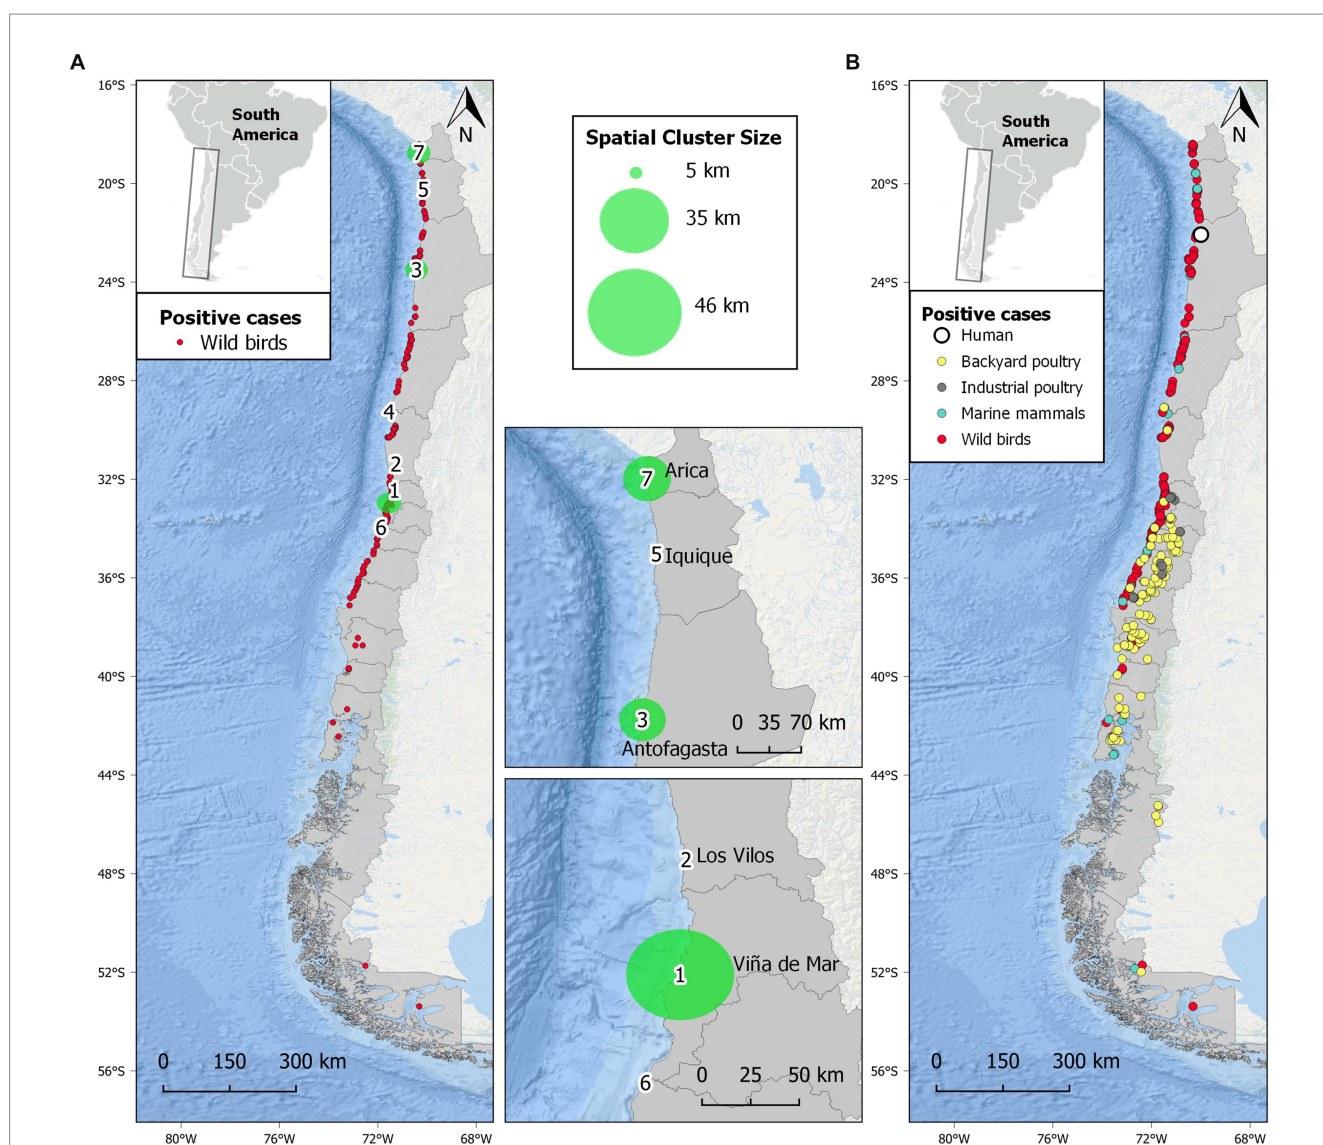 A
16°S
20°S
24°S
28°S
32°S
36°S
40°S
44°S
48°S
52°S
56°S
80°W
76°W
72°W
68°W
South
America
N
Positive cases
Wild birds
7
5
3
4
2
1
6
0 150 300 km
Spatial Cluster Size
5 km
35 km
46 km
7 Arica
5 Iquique
3
Antofagasta
0 35 70 km
2 Los Vilos
1 Viña de Mar
6
0 25 50 km
B
16°S
20°S
24°S
28°S
32°S
36°S
40°S
44°S
48°S
52°S
56°S
80°W
76°W
72°W
68°W
South
America
N
Positive cases
Human
Backyard poultry
Industrial poultry
Marine mammals
Wild birds
0 150 300 km